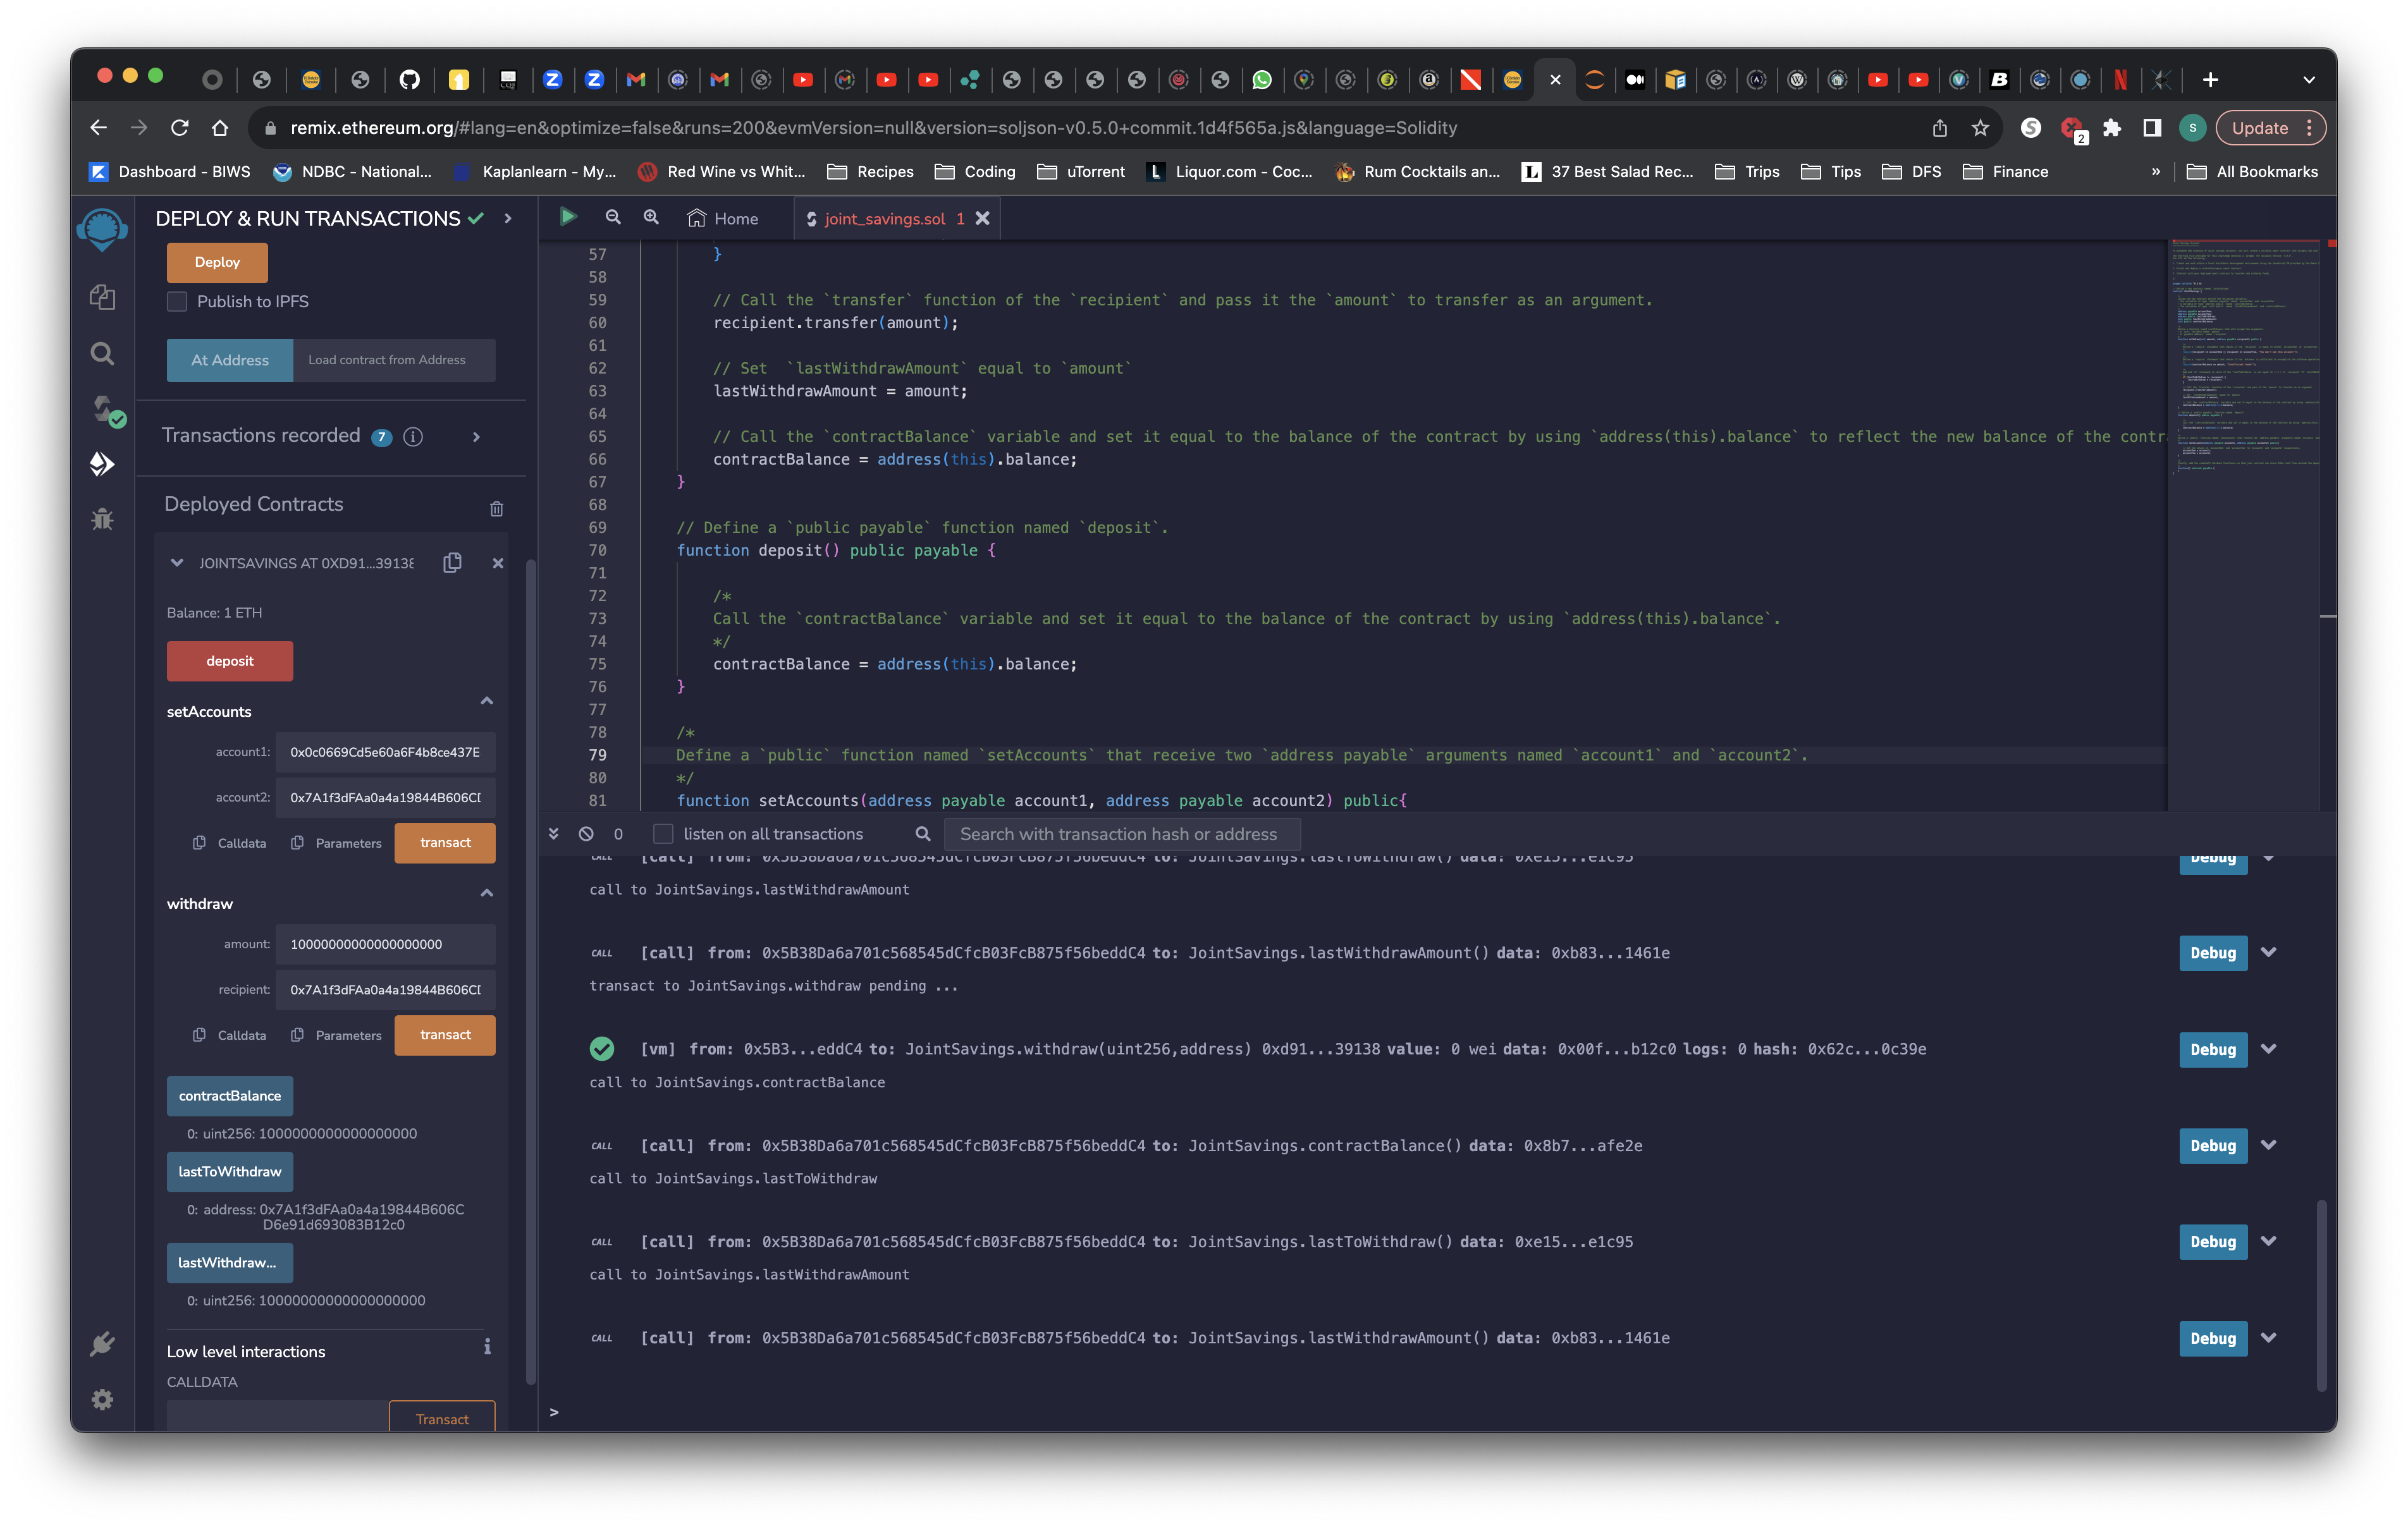 remix.ethereum.org/#lang=en&optimize=false&runs=200&evmVersion=null&version=soljson-v0.5.0+commit.1d4f565a.js&language=Solidity
2
S
Update
Dashboard - BIWS
NDBC - National...
Kaplanlearn - My...
Red Wine vs Whit...
Recipes
Coding
uTorrent
Liquor.com - Coc...
Rum Cocktails an...
37 Best Salad Rec...
Trips
Tips
DFS
Finance
»
All Bookmarks
DEPLOY & RUN TRANSACTIONS
Deploy
Publish to IPFS
At Address
Load contract from Address
Transactions recorded 7
Deployed Contracts
JOINTSAVINGS AT 0XD91...39138
Balance: 1 ETH
deposit
setAccounts
account1: 0x0c0669Cd5e60a6F4b8ce437E
account2: 0x7A1f3dFAa0a4a19844B606CD
Calldata
Parameters
transact
withdraw
amount: 10000000000000000000
recipient: 0x7A1f3dFAa0a4a19844B606CD
Calldata
Parameters
transact
contractBalance
0: uint256: 1000000000000000000
lastToWithdraw
0: address: 0x7A1f3dFAa0a4a19844B606C
D6e91d693083B12c0
lastWithdraw...
0: uint256: 10000000000000000000
Low level interactions
CALLDATA
Transact
Home
joint_savings.sol 1
57 }
58
59 // Call the `transfer` function of the `recipient` and pass it the `amount` to transfer as an argument.
60 recipient.transfer(amount);
61
62 // Set  `lastWithdrawAmount` equal to `amount`
63 lastWithdrawAmount = amount;
64
65 // Call the `contractBalance` variable and set it equal to the balance of the contract by using `address(this).balance` to reflect the new balance of the contr
66 contractBalance = address(this).balance;
67 }
68
69 // Define a `public payable` function named `deposit`.
70 function deposit() public payable {
71
72 /*
73 Call the `contractBalance` variable and set it equal to the balance of the contract by using `address(this).balance`.
74 */
75 contractBalance = address(this).balance;
76 }
77
78 /*
79 Define a `public` function named `setAccounts` that receive two `address payable` arguments named `account1` and `account2`.
80 */
81 function setAccounts(address payable account1, address payable account2) public{
0
listen on all transactions
Search with transaction hash or address
CALL [call] from: 0x5B38Da6a701c568545dCfcB03FcB875f56beddC4 to: JointSavings.lastToWithdraw() data: 0xe15...e1c95 Debug
call to JointSavings.lastWithdrawAmount
CALL [call] from: 0x5B38Da6a701c568545dCfcB03FcB875f56beddC4 to: JointSavings.lastWithdrawAmount() data: 0xb83...1461e Debug
transact to JointSavings.withdraw pending ...
[vm] from: 0x5B3...eddC4 to: JointSavings.withdraw(uint256,address) 0xd91...39138 value: 0 wei data: 0x00f...b12c0 logs: 0 hash: 0x62c...0c39e Debug
call to JointSavings.contractBalance
CALL [call] from: 0x5B38Da6a701c568545dCfcB03FcB875f56beddC4 to: JointSavings.contractBalance() data: 0x8b7...afe2e Debug
call to JointSavings.lastToWithdraw
CALL [call] from: 0x5B38Da6a701c568545dCfcB03FcB875f56beddC4 to: JointSavings.lastToWithdraw() data: 0xe15...e1c95 Debug
call to JointSavings.lastWithdrawAmount
CALL [call] from: 0x5B38Da6a701c568545dCfcB03FcB875f56beddC4 to: JointSavings.lastWithdrawAmount() data: 0xb83...1461e Debug
>